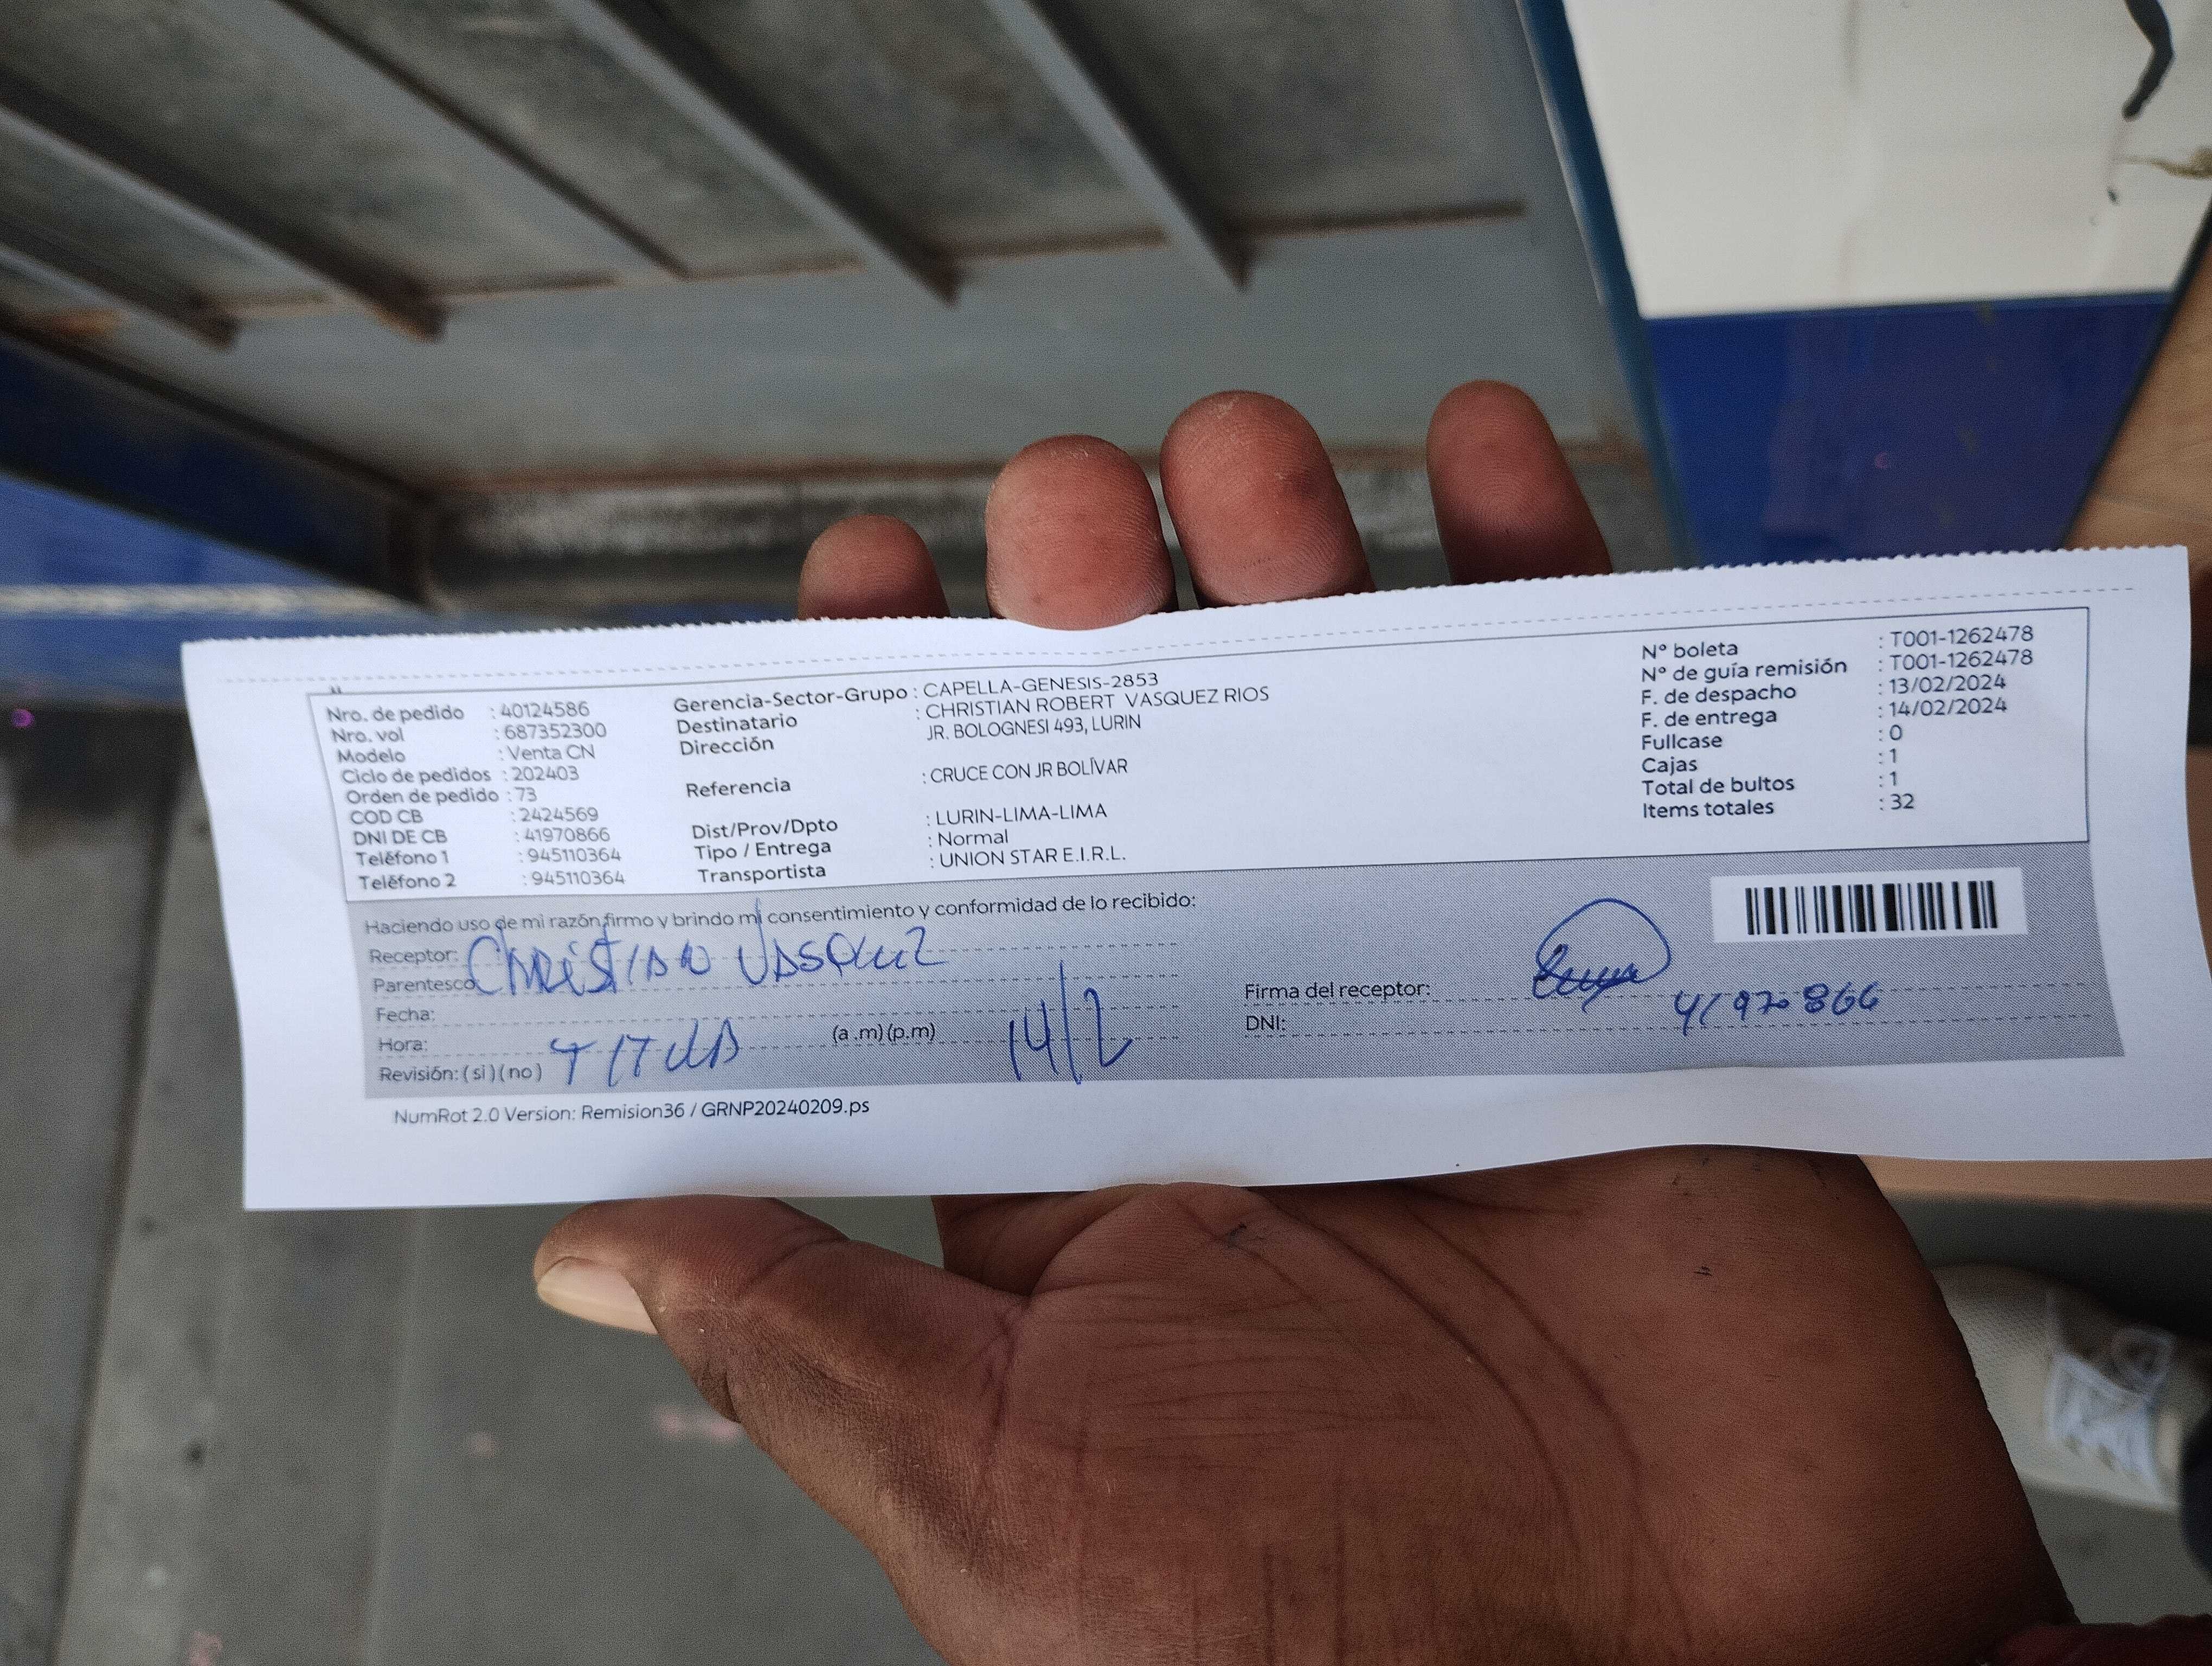 Nro. de pedido : 40124586
Nro. vol : 687352300
Modelo : Venta CN
Ciclo de pedidos : 202403
Orden de pedido : 73
COD CB : 2424569
DNI DE CB : 41970866
Teléfono 1 : 945110364
Teléfono 2 : 945110364
Gerencia-Sector-Grupo : CAPELLA-GENESIS-2853
Destinatario : CHRISTIAN ROBERT VASQUEZ RIOS
Dirección JR. BOLOGNESI 493, LURIN
Referencia : CRUCE CON JR BOLÍVAR
Dist/Prov/Dpto : LURIN-LIMA-LIMA
Tipo / Entrega : Normal
Transportista : UNION STAR E.I.R.L.
N° boleta : T001-1262478
N° de guía remisión : T001-1262478
F. de despacho : 13/02/2024
F. de entrega : 14/02/2024
Fullcase : 0
Cajas : 1
Total de bultos : 1
Items totales : 32
Haciendo uso de mi razón,firmo y brindo mi consentimiento y conformidad de lo recibido:
Receptor: Christian Vasquez
Parentesco:
Fecha:
Hora: (a .m) (p.m) 14/2
Revisión: ( si ) ( no ) TITULA
Firma del receptor:
DNI: 41970866
NumRot 2.0 Version: Remision36 / GRNP20240209.ps